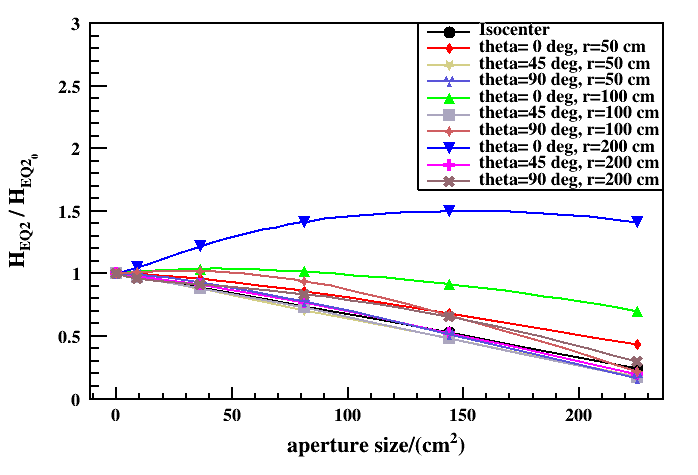 3
2.5
2
1.5
1
0.5
0
H_EQ2 / H_EQ2_0
Isocenter
theta= 0 deg, r=50 cm
theta=45 deg, r=50 cm
theta=90 deg, r=50 cm
theta= 0 deg, r=100 cm
theta=45 deg, r=100 cm
theta=90 deg, r=100 cm
theta= 0 deg, r=200 cm
theta=45 deg, r=200 cm
theta=90 deg, r=200 cm
0 50 100 150 200
aperture size/(cm²)